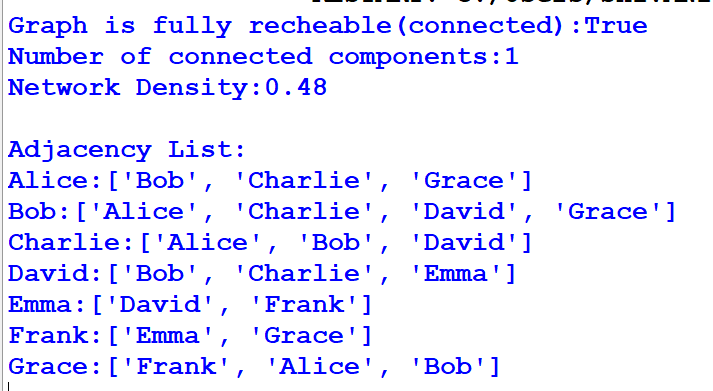 Graph is fully recheable(connected):True
Number of connected components:1
Network Density:0.48
Adjacency List:
Alice:['Bob', 'Charlie', 'Grace']
Bob:['Alice', 'Charlie', 'David', 'Grace']
Charlie:['Alice', 'Bob', 'David']
David:['Bob', 'Charlie', 'Emma']
Emma:['David', 'Frank']
Frank:['Emma', 'Grace']
Grace:['Frank', 'Alice', 'Bob']